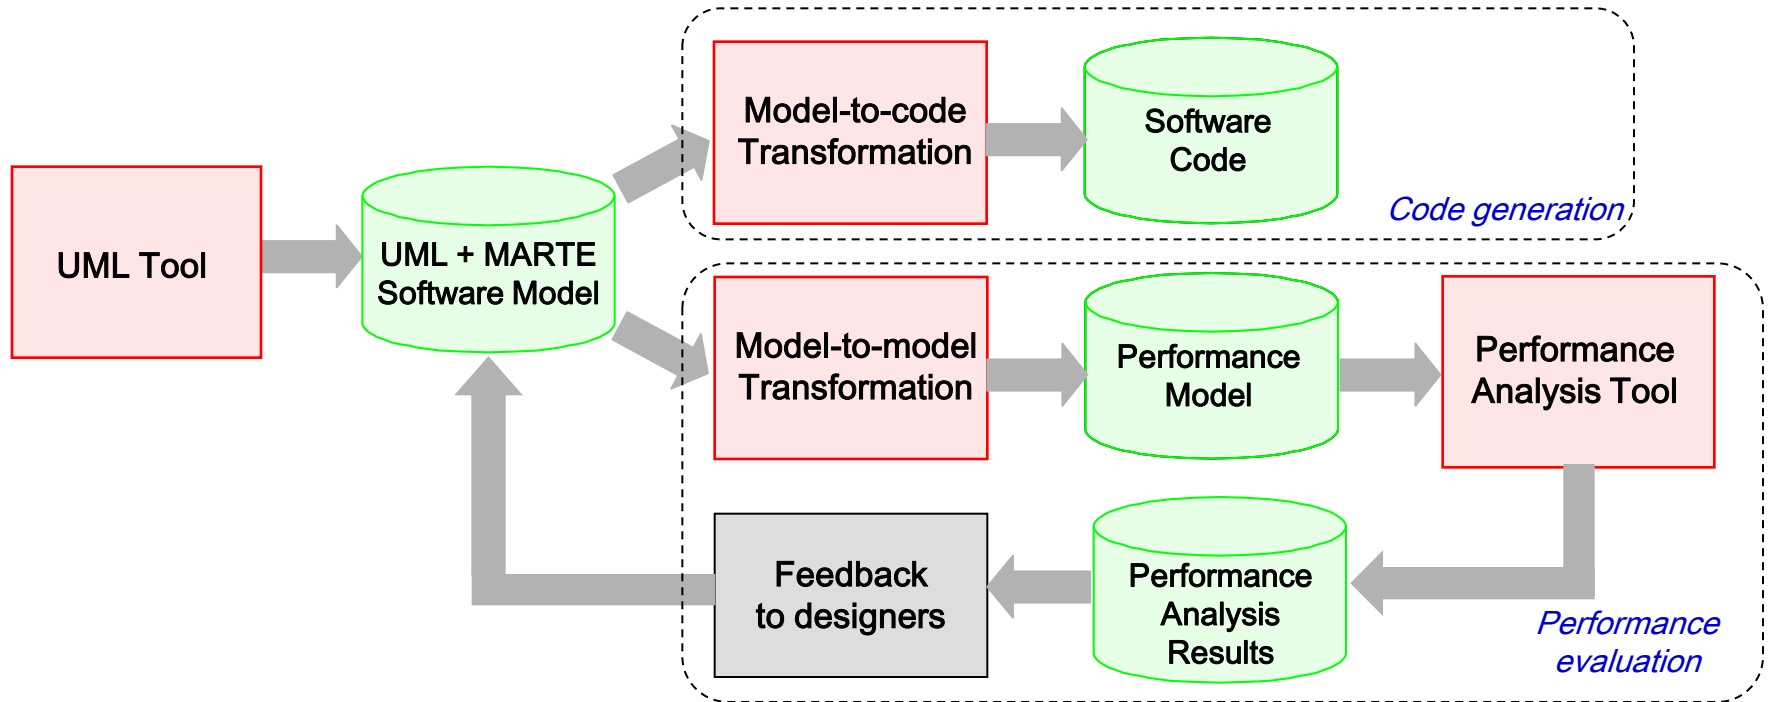 Model-to-code
Transformation
Software
Code
Code generation
UML Tool
UML + MARTE
Software Model
Model-to-model
Transformation
Performance
Model
Performance
Analysis Tool
Feedback
to designers
Performance
Analysis
Results
Performance
evaluation